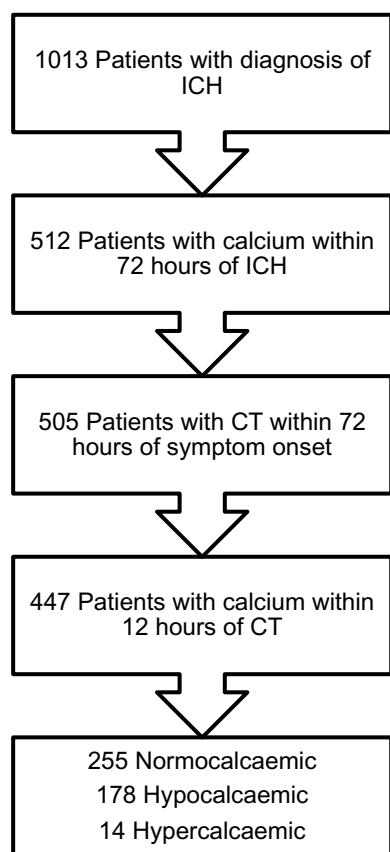 1013 Patients with diagnosis of
ICH
512 Patients with calcium within
72 hours of ICH
505 Patients with CT within 72
hours of symptom onset
447 Patients with calcium within
12 hours of CT
255 Normocalcaemic
178 Hypocalcaemic
14 Hypercalcaemic